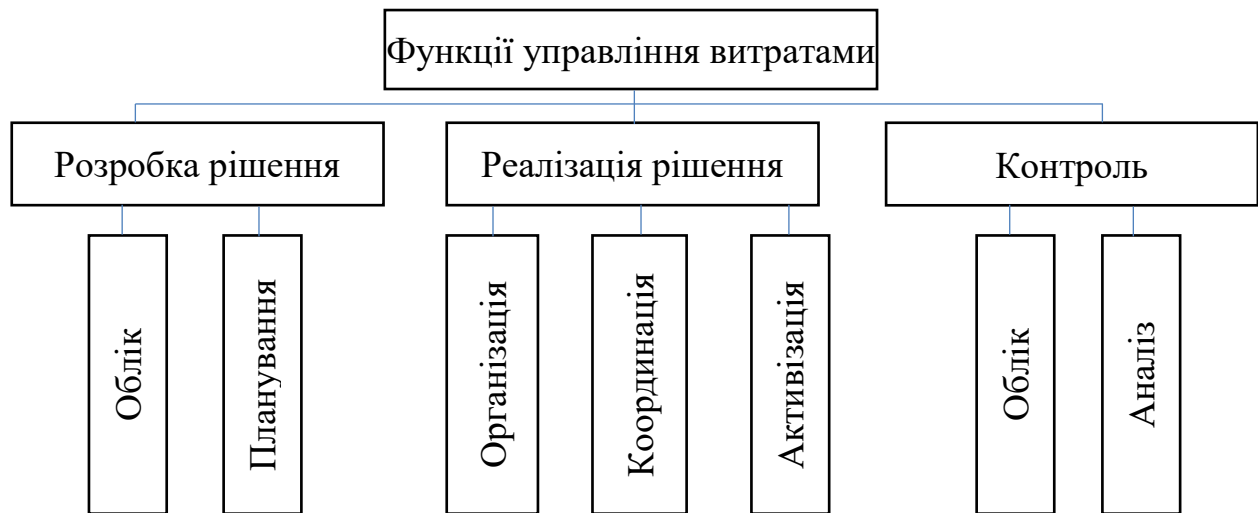 Функції управління витратами
Розробка рішення
Реалізація рішення
Контроль
Облік
Планування
Організація
Координація
Активізація
Облік
Аналіз